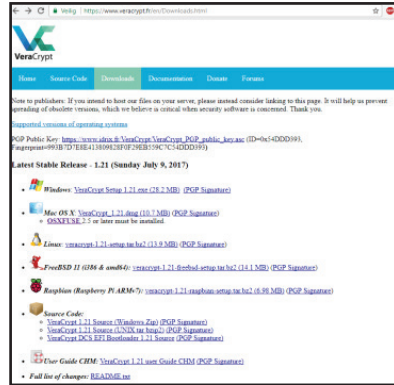 Veilig | https://www.veracrypt.fr/en/Downloads.html
VeraCrypt
Home Source Code Downloads Documentation Donate Forums
Note to publishers: If you intend to host our files on your server, please instead consider linking to this page. It will help us prevent
spreading of obsolete versions, which we believe is critical when security software is concerned. Thank you.
Supported versions of operating systems
PGP Public Key: https://www.idrix.fr/VeraCrypt/VeraCrypt_PGP_public_key.asc (ID=0x54DDD393,
Fingerprint=993B7D7E8E413809828F0F29EB559C7C54DDD393)
Latest Stable Release - 1.21 (Sunday July 9, 2017)
Windows: VeraCrypt Setup 1.21.exe (28.2 MB) (PGP Signature)
Mac OS X: VeraCrypt_1.21.dmg (10.7 MB) (PGP Signature)
OSXFUSE 2.5 or later must be installed.
Linux: veracrypt-1.21-setup.tar.bz2 (13.9 MB) (PGP Signature)
FreeBSD 11 (i386 & amd64): veracrypt-1.21-freebsd-setup.tar.bz2 (14.1 MB) (PGP Signature)
Raspbian (Raspberry Pi ARMv7): veracrypt-1.21-raspbian-setup.tar.bz2 (6.98 MB) (PGP Signature)
Source Code:
VeraCrypt 1.21 Source (Windows Zip) (PGP Signature)
VeraCrypt 1.21 Source (UNIX tar bzip2) (PGP Signature)
VeraCrypt DCS EFI Bootloader 1.21 Source (PGP Signature)
User Guide CHM: VeraCrypt 1.21 user Guide CHM (PGP Signature)
Full list of changes: README.txt